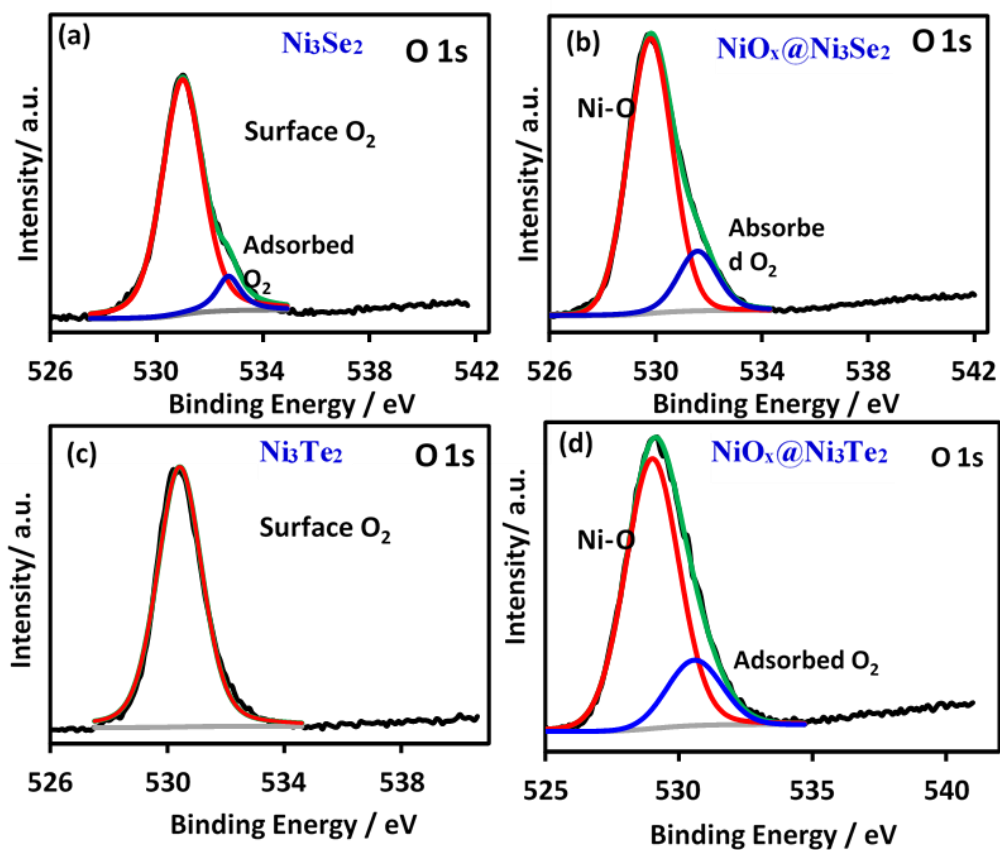 (a)
Ni₃Se₂
O 1s
Surface O₂
Adsorbed
O₂
Intensity/ a.u.
526 530 534 538 542
Binding Energy / eV
(b)
NiOₓ@Ni₃Se₂
O 1s
Ni-O
Absorbe
d O₂
Intensity/ a.u.
526 530 534 538 542
Binding Energy / eV
(c)
Ni₃Te₂
O 1s
Surface O₂
Intensity/ a.u.
526 530 534 538
Binding Energy / eV
(d)
NiOₓ@Ni₃Te₂
O 1s
Ni-O
Adsorbed O₂
Intensity/ a.u.
525 530 535 540
Binding Energy / eV